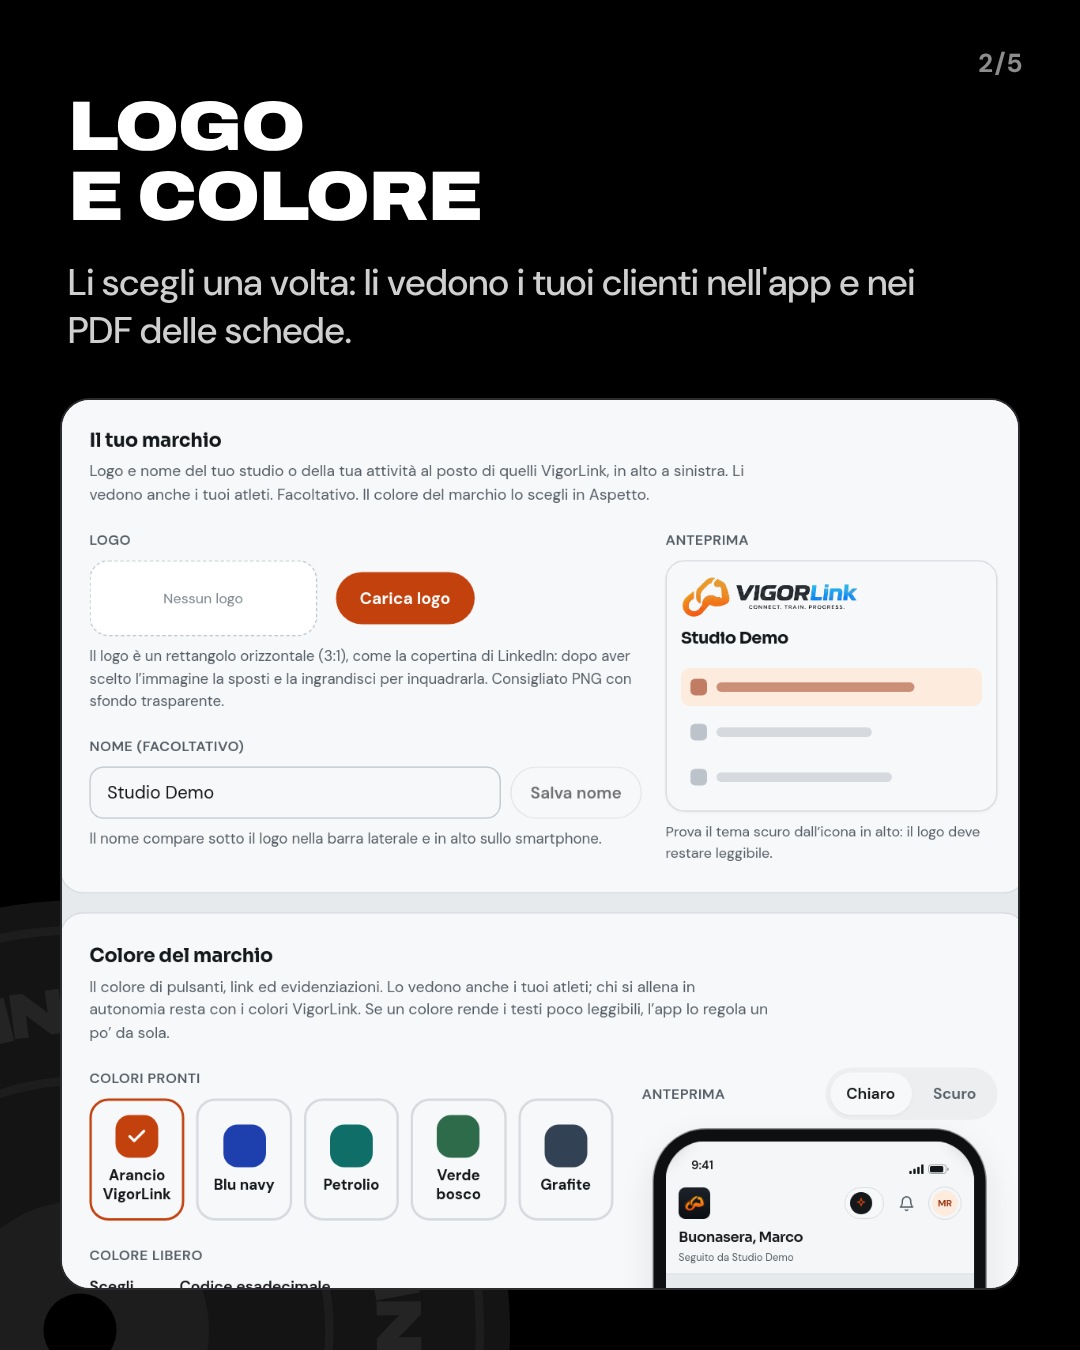 2/5
LOGO
E COLORE
Li scegli una volta: li vedono i tuoi clienti nell'app e nei
PDF delle schede.
Il tuo marchio
Logo e nome del tuo studio o della tua attività al posto di quelli VigorLink, in alto a sinistra. Li
vedono anche i tuoi atleti. Facoltativo. Il colore del marchio lo scegli in Aspetto.
LOGO
Nessun logo
Carica logo
Il logo è un rettangolo orizzontale (3:1), come la copertina di LinkedIn: dopo aver
scelto l’immagine la sposti e la ingrandisci per inquadrarla. Consigliato PNG con
sfondo trasparente.
NOME (FACOLTATIVO)
Studio Demo
Salva nome
Il nome compare sotto il logo nella barra laterale e in alto sullo smartphone.
ANTEPRIMA
VIGORLink
CONNECT. TRAIN. PROGRESS.
Studio Demo
Prova il tema scuro dall’icona in alto: il logo deve
restare leggibile.
Colore del marchio
Il colore di pulsanti, link ed evidenziazioni. Lo vedono anche i tuoi atleti; chi si allena in
autonomia resta con i colori VigorLink. Se un colore rende i testi poco leggibili, l’app lo regola un
po’ da sola.
COLORI PRONTI
Arancio
VigorLink
Blu navy
Petrolio
Verde
bosco
Grafite
COLORE LIBERO
Scegli
Codice esadecimale
ANTEPRIMA
Chiaro
Scuro
9:41
MR
Buonasera, Marco
Seguito da Studio Demo